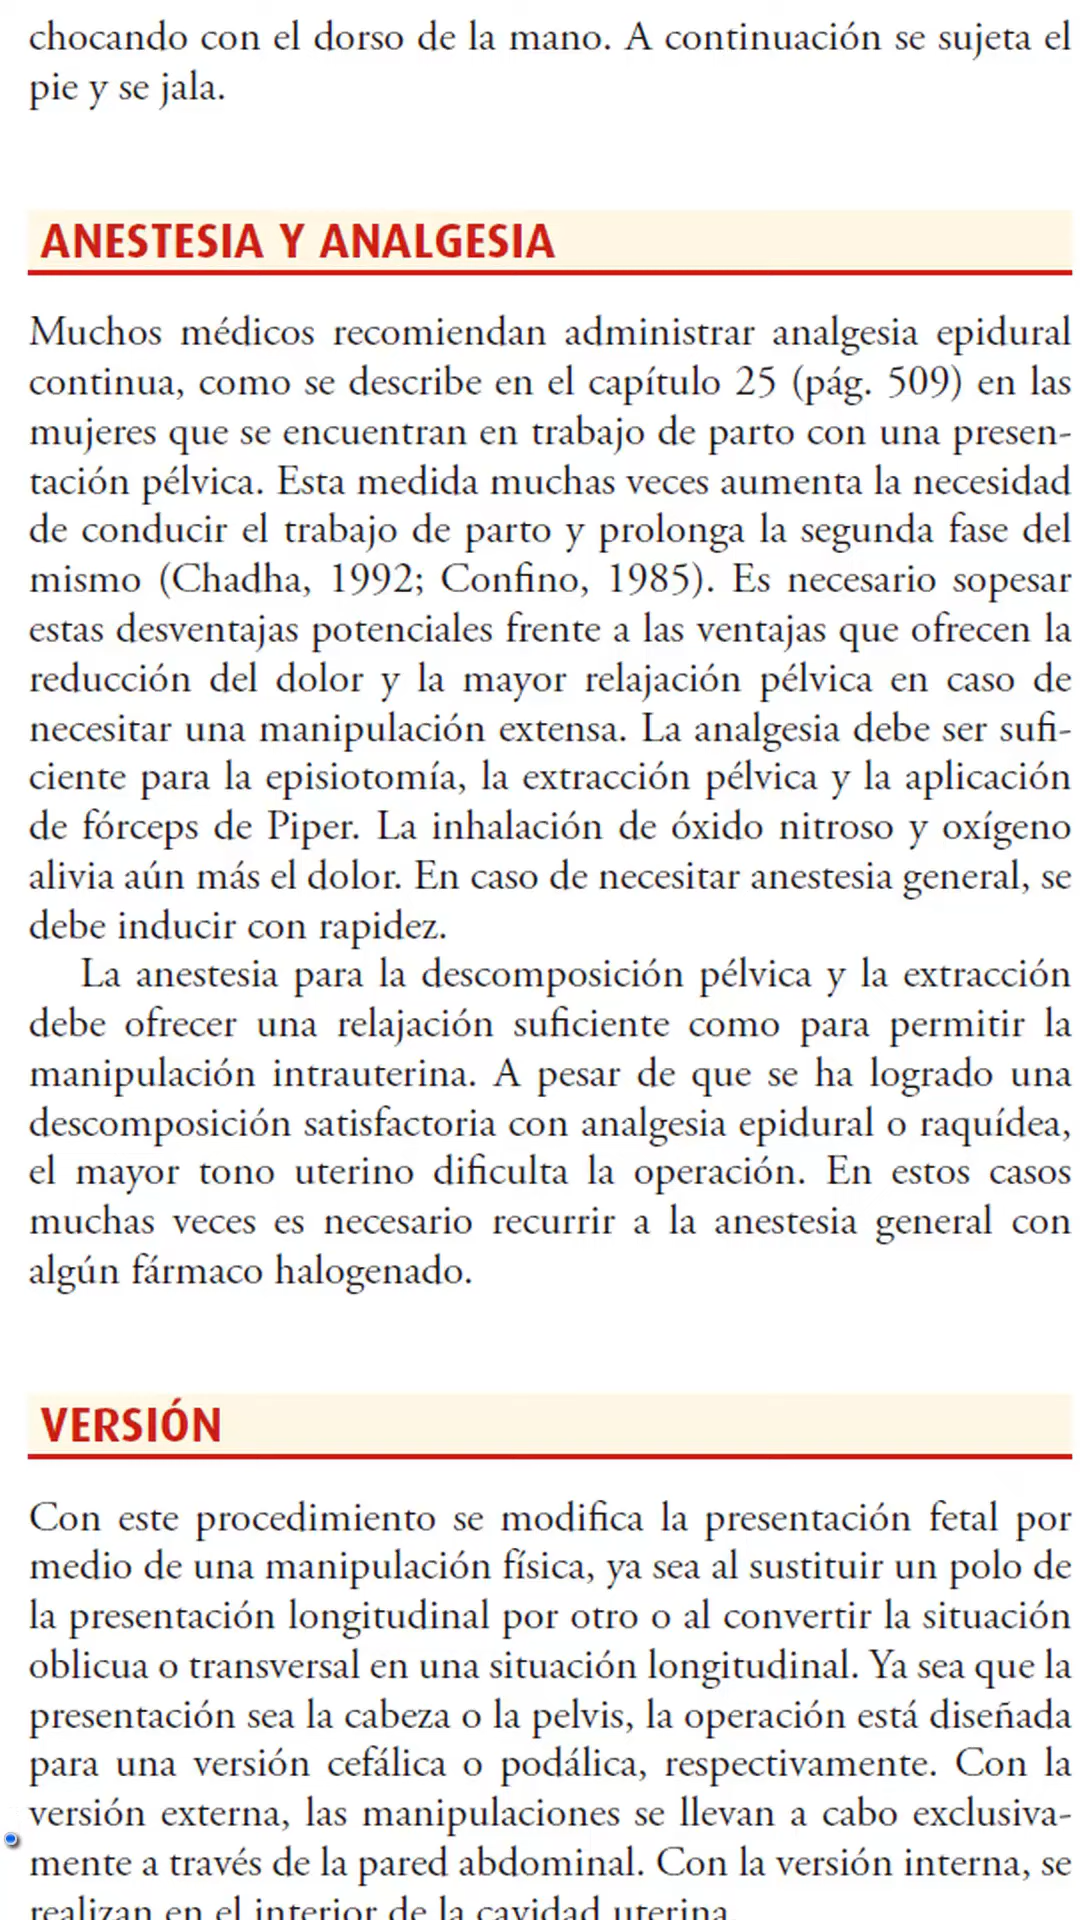 chocando con el dorso de la mano. A continuación se sujeta el
pie y se jala.
ANESTESIA Y ANALGESIA
Muchos médicos recomiendan administrar analgesia epidural
continua, como se describe en el capítulo 25 (pág. 509) en las
mujeres que se encuentran en trabajo de parto con una presen-
tación pélvica. Esta medida muchas veces aumenta la necesidad
de conducir el trabajo de parto y prolonga la segunda fase del
mismo (Chadha, 1992; Confino, 1985). Es necesario sopesar
estas desventajas potenciales frente a las ventajas que ofrecen la
reducción del dolor y la mayor relajación pélvica en caso de
necesitar una manipulación extensa. La analgesia debe ser sufi-
ciente para la episiotomía, la extracción pélvica y la aplicación
de fórceps de Piper. La inhalación de óxido nitroso y oxígeno
alivia aún más el dolor. En caso de necesitar anestesia general, se
debe inducir con rapidez.
La anestesia para la descomposición pélvica y la extracción
debe ofrecer una relajación suficiente como para permitir la
manipulación intrauterina. A pesar de que se ha logrado una
descomposición satisfactoria con analgesia epidural o raquídea,
el mayor tono uterino dificulta la operación. En estos casos
muchas veces es necesario recurrir a la anestesia general con
algún fármaco halogenado.
VERSIÓN
Con este procedimiento se modifica la presentación fetal por
medio de una manipulación física, ya sea al sustituir un polo de
la presentación longitudinal por otro o al convertir la situación
oblicua o transversal en una situación longitudinal. Ya sea que la
presentación sea la cabeza o la pelvis, la operación está diseñada
para una versión cefálica o podálica, respectivamente. Con la
versión externa, las manipulaciones se llevan a cabo exclusiva-
mente a través de la pared abdominal. Con la versión interna, se
realizan en el interior de la cavidad uterina.